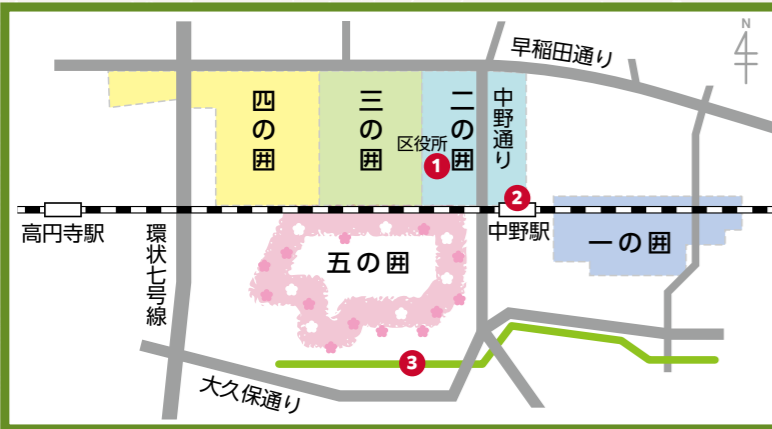 N
早稲田通り
四の囲
三の囲
二の囲
中野通り
区役所
1
2
高円寺駅
環状七号線
中野駅
一の囲
五の囲
3
大久保通り